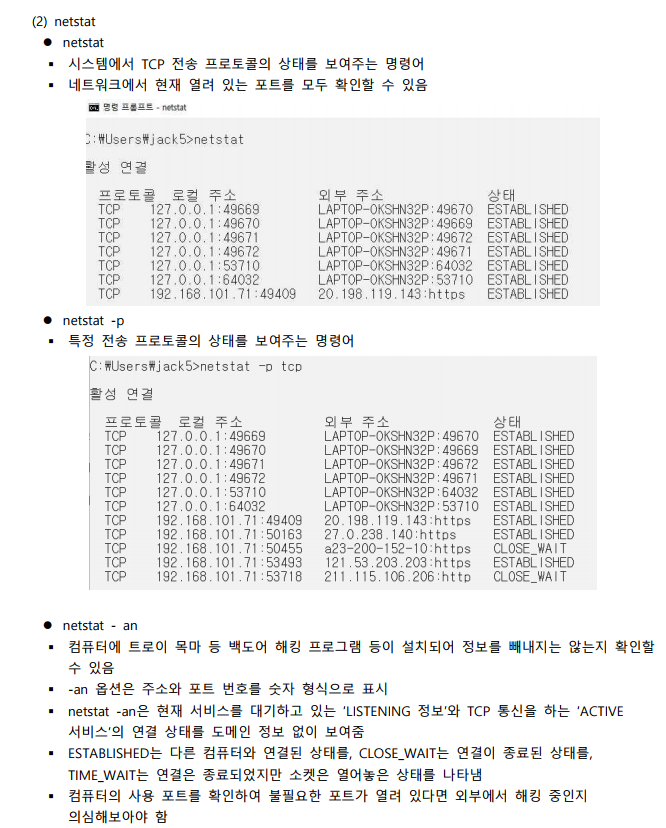 (2) netstat
● netstat
▪ 시스템에서 TCP 전송 프로토콜의 상태를 보여주는 명령어
▪ 네트워크에서 현재 열려 있는 포트를 모두 확인할 수 있음
명령 프롬프트 - netstat
C:₩Users₩jack5>netstat
활성 연결
프로토콜 로컬 주소 외부 주소 상태
TCP 127.0.0.1:49669 LAPTOP-OKSHN32P:49670 ESTABLISHED
TCP 127.0.0.1:49670 LAPTOP-OKSHN32P:49669 ESTABLISHED
TCP 127.0.0.1:49671 LAPTOP-OKSHN32P:49672 ESTABLISHED
TCP 127.0.0.1:49672 LAPTOP-OKSHN32P:49671 ESTABLISHED
TCP 127.0.0.1:53710 LAPTOP-OKSHN32P:64032 ESTABLISHED
TCP 127.0.0.1:64032 LAPTOP-OKSHN32P:53710 ESTABLISHED
TCP 192.168.101.71:49409 20.198.119.143:https ESTABLISHED
● netstat -p
▪ 특정 전송 프로토콜의 상태를 보여주는 명령어
C:₩Users₩jack5>netstat -p tcp
활성 연결
프로토콜 로컬 주소 외부 주소 상태
TCP 127.0.0.1:49669 LAPTOP-OKSHN32P:49670 ESTABLISHED
TCP 127.0.0.1:49670 LAPTOP-OKSHN32P:49669 ESTABLISHED
TCP 127.0.0.1:49671 LAPTOP-OKSHN32P:49672 ESTABLISHED
TCP 127.0.0.1:49672 LAPTOP-OKSHN32P:49671 ESTABLISHED
TCP 127.0.0.1:53710 LAPTOP-OKSHN32P:64032 ESTABLISHED
TCP 127.0.0.1:64032 LAPTOP-OKSHN32P:53710 ESTABLISHED
TCP 192.168.101.71:49409 20.198.119.143:https ESTABLISHED
TCP 192.168.101.71:50163 27.0.238.140:https ESTABLISHED
TCP 192.168.101.71:50455 a23-200-152-10:https CLOSE_WAIT
TCP 192.168.101.71:53493 121.53.203.203:https ESTABLISHED
TCP 192.168.101.71:53718 211.115.106.206:http CLOSE_WAIT
● netstat - an
▪ 컴퓨터에 트로이 목마 등 백도어 해킹 프로그램 등이 설치되어 정보를 빼내지는 않는지 확인할
수 있음
▪ -an 옵션은 주소와 포트 번호를 숫자 형식으로 표시
▪ netstat -an은 현재 서비스를 대기하고 있는 'LISTENING 정보'와 TCP 통신을 하는 'ACTIVE
서비스'의 연결 상태를 도메인 정보 없이 보여줌
▪ ESTABLISHED는 다른 컴퓨터와 연결된 상태를, CLOSE_WAIT는 연결이 종료된 상태를,
TIME_WAIT는 연결은 종료되었지만 소켓은 열어놓은 상태를 나타냄
▪ 컴퓨터의 사용 포트를 확인하여 불필요한 포트가 열려 있다면 외부에서 해킹 중인지
의심해보아야 함